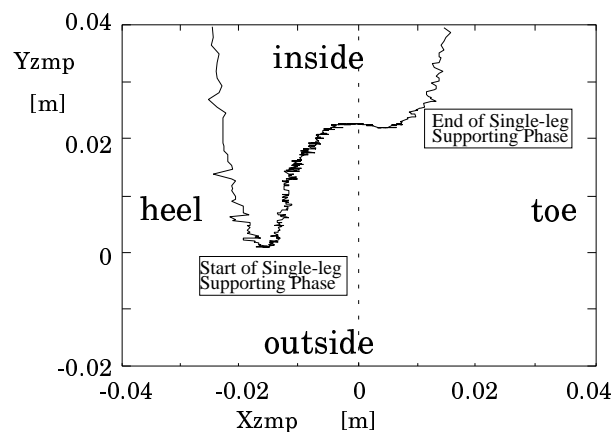 0.04
Yzmp
inside
[m]
0.02
End of Single-leg
Supporting Phase
heel
toe
0
Start of Single-leg
Supporting Phase
outside
-0.02
-0.04
-0.02
0
0.02
0.04
Xzmp [m]